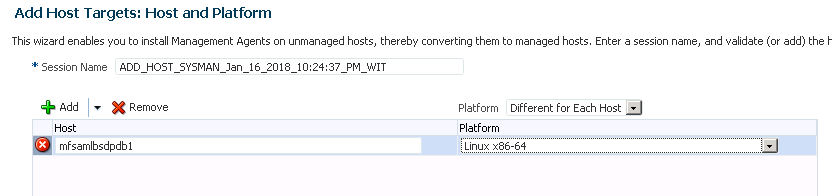 Add Host Targets: Host and Platform
This wizard enables you to install Management Agents on unmanaged hosts, thereby converting them to managed hosts. Enter a session name, and validate (or add) the h
* Session Name ADD_HOST_SYSMAN_Jan_16_2018_10:24:37_PM_WIT
Add Remove Platform Different for Each Host
Host Platform
mfsamlbsdpdb1 Linux x86-64